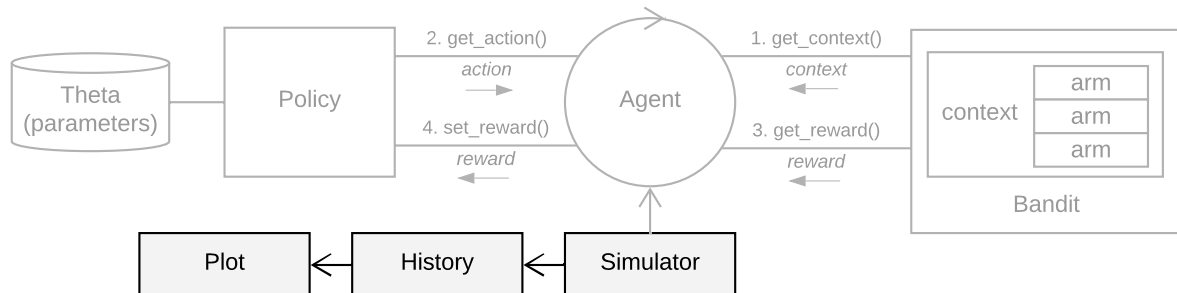 Theta
(parameters)
Policy
2. get_action()
action
4. set_reward()
reward
Agent
1. get_context()
context
3. get_reward()
reward
context
arm
arm
arm
Bandit
Plot
History
Simulator